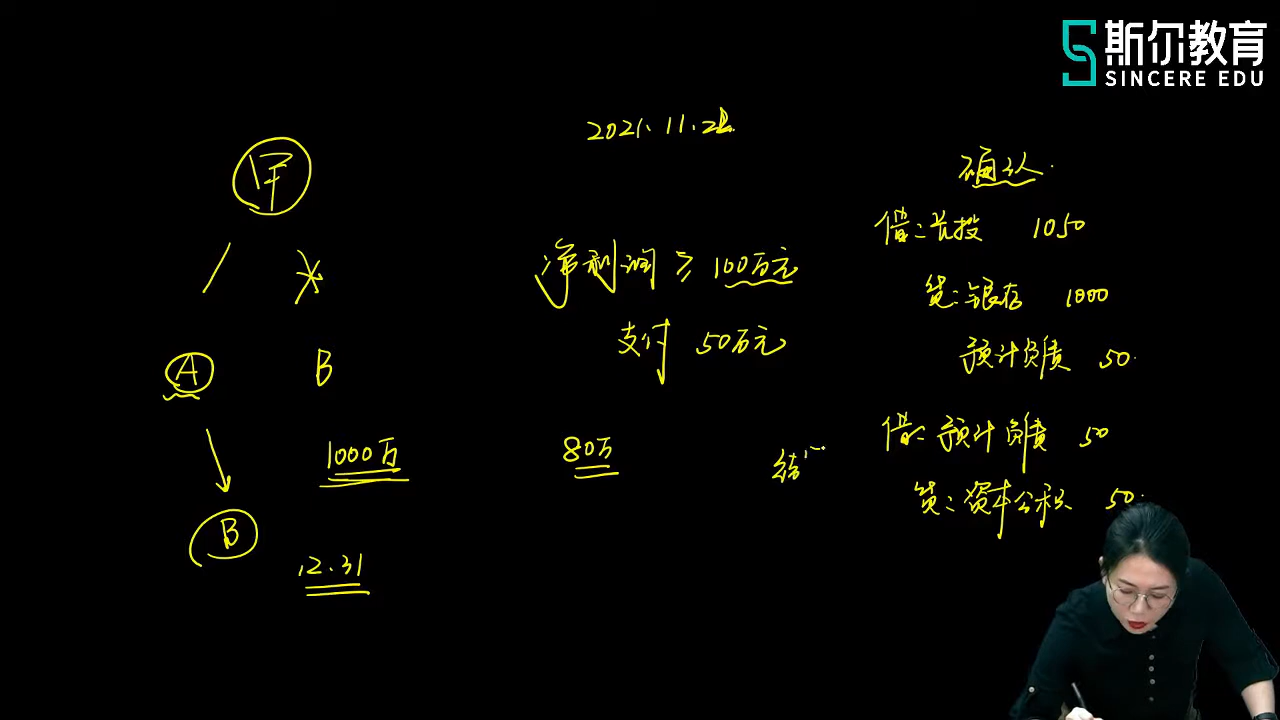 斯尔教育
SINCERE EDU
2021.11.
甲
确认
借:长投 1050
净利润 ≥ 100万元
贷:银存 1000
支付 50万元
预计负债 50
A B
1000万 80万 结
借:预计负债 50
贷:资本公积 50
B
12.31